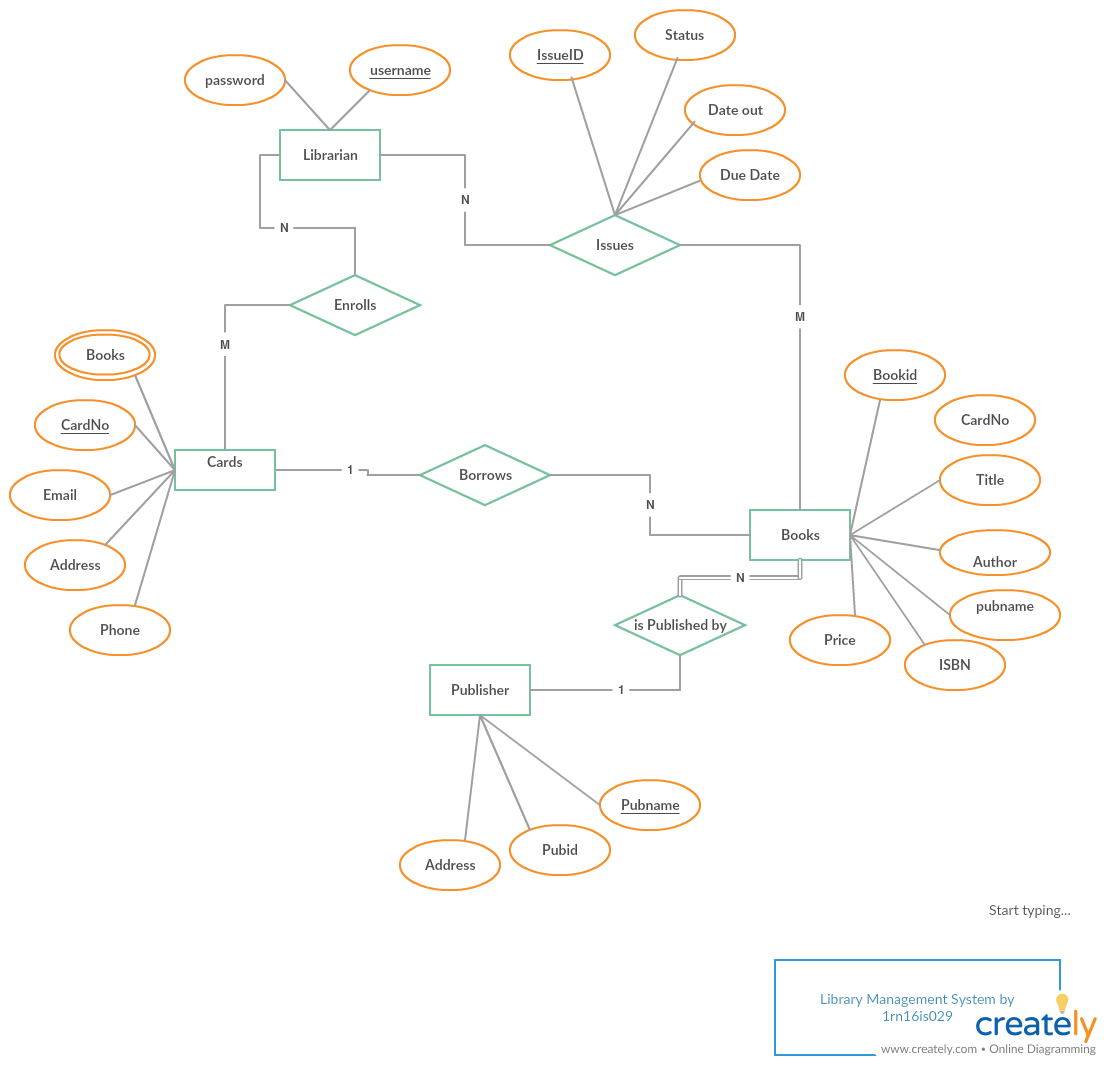 IssueID
Status
password
username
Date out
Librarian
Due Date
N
N
Issues
Enrolls
M
M
Books
Bookid
CardNo
CardNo
Cards
1
Borrows
Title
Email
N
Books
Address
Author
N
pubname
Phone
is Published by
Price
ISBN
Publisher
1
Pubname
Pubid
Address
Start typing...
Library Management System by
1rn16is029
creately
www.creately.com • Online Diagramming